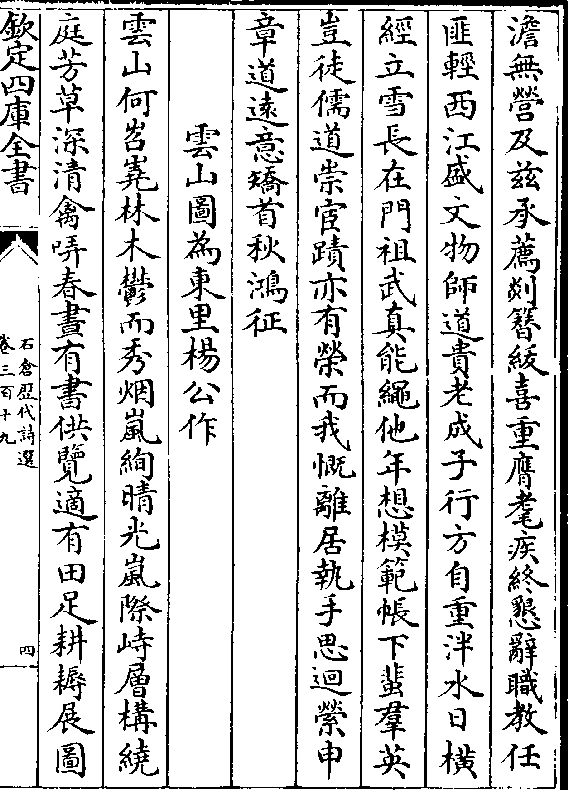 澹無營及兹承薦剡簪紱喜重膺耄疾終懇辭職教任
匪輕西江盛文物師道貴老成子行方自重泮水日橫
經立雪長在門祖武真能繩他年想模範帳下蜚羣英
豈徒儒道崇宦蹟亦有榮而我慨離居執手思迴縈申
章道遠意矯首秋鴻征
雲山圖為東里楊公作
雲山何岧嶤林木鬱而秀烟嵐絢晴光嵐際峙層構繞
庭芳草深清禽哢春晝有書供覽適有田足耕耨展圖
欽定四庫全書
石倉歷代詩選
卷三百十九
四